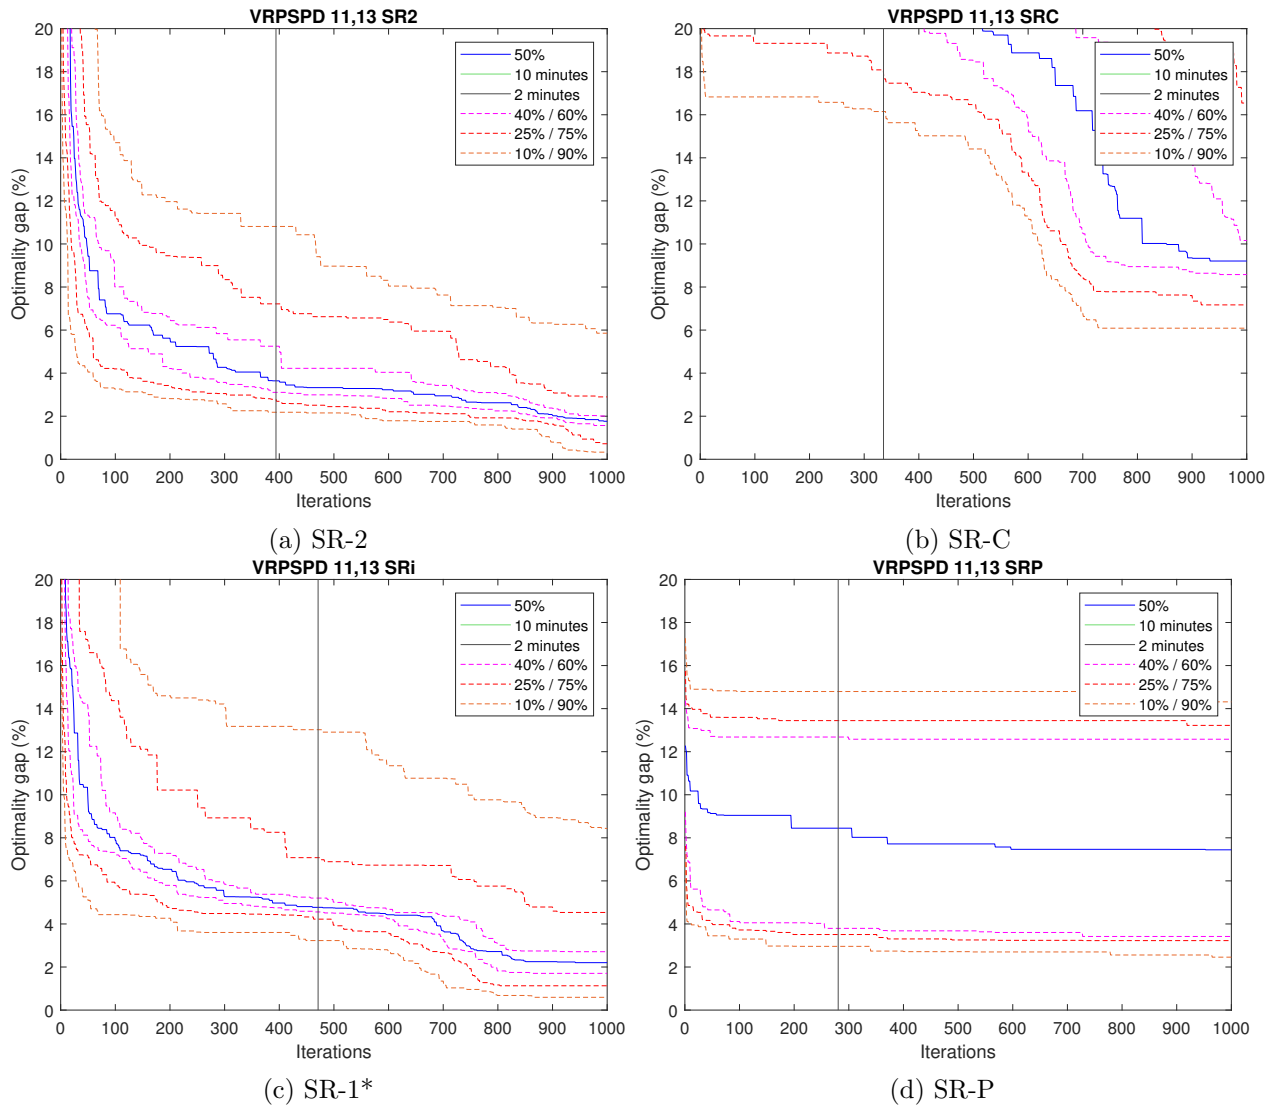 VRPSPD 11,13 SR2
Optimality gap (%)
20
18
16
14
12
10
8
6
4
2
0
50%
10 minutes
2 minutes
40% / 60%
25% / 75%
10% / 90%
0 100 200 300 400 500 600 700 800 900 1000
Iterations
(a) SR-2
VRPSPD 11,13 SRC
Optimality gap (%)
20
18
16
14
12
10
8
6
4
2
0
50%
10 minutes
2 minutes
40% / 60%
25% / 75%
10% / 90%
0 100 200 300 400 500 600 700 800 900 1000
Iterations
(b) SR-C
VRPSPD 11,13 SRi
Optimality gap (%)
20
18
16
14
12
10
8
6
4
2
0
50%
10 minutes
2 minutes
40% / 60%
25% / 75%
10% / 90%
0 100 200 300 400 500 600 700 800 900 1000
Iterations
(c) SR-1*
VRPSPD 11,13 SRP
Optimality gap (%)
20
18
16
14
12
10
8
6
4
2
0
50%
10 minutes
2 minutes
40% / 60%
25% / 75%
10% / 90%
0 100 200 300 400 500 600 700 800 900 1000
Iterations
(d) SR-P